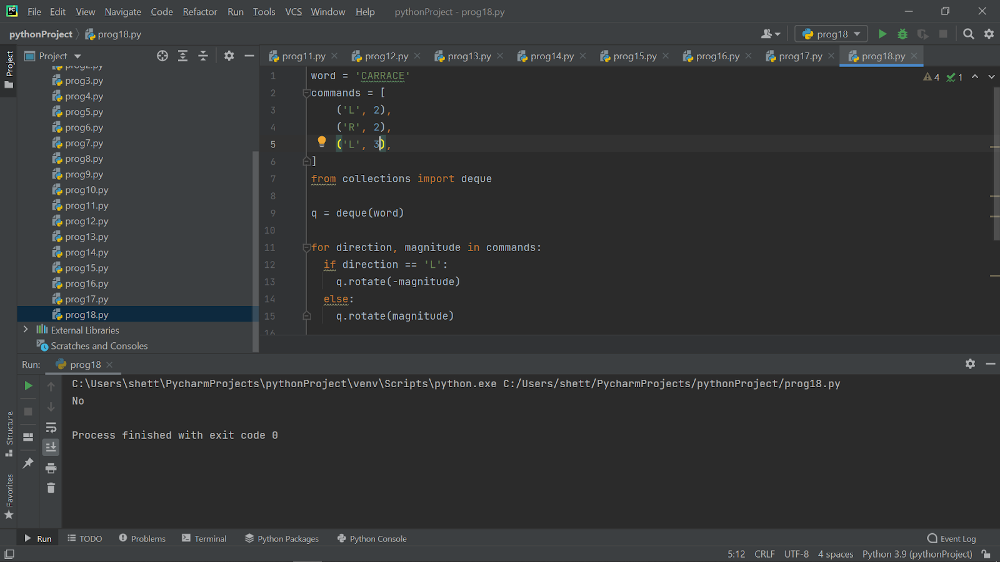 PC File Edit View Navigate Code Refactor Run Tools VCS Window Help pythonProject - prog18.py
pythonProject prog18.py prog18
Project
Project
prog11.py prog12.py prog13.py prog14.py prog15.py prog16.py prog17.py prog18.py
prog2.py
prog3.py
prog4.py
prog5.py
prog6.py
prog7.py
prog8.py
prog9.py
prog10.py
prog11.py
prog12.py
prog13.py
prog14.py
prog15.py
prog16.py
prog17.py
prog18.py
External Libraries
Scratches and Consoles
4 1
1 word = 'CARRACE'
2 commands = [
3 ('L', 2),
4 ('R', 2),
5 ('L', 3),
6 ]
7 from collections import deque
8
9 q = deque(word)
10
11 for direction, magnitude in commands:
12 if direction == 'L':
13 q.rotate(-magnitude)
14 else:
15 q.rotate(magnitude)
16
Run: prog18
C:\Users\shett\PycharmProjects\pythonProject\venv\Scripts\python.exe C:/Users/shett/PycharmProjects/pythonProject/prog18.py
No
Process finished with exit code 0
Structure
Favorites
Run TODO Problems Terminal Python Packages Python Console Event Log
5:12 CRLF UTF-8 4 spaces Python 3.9 (pythonProject)